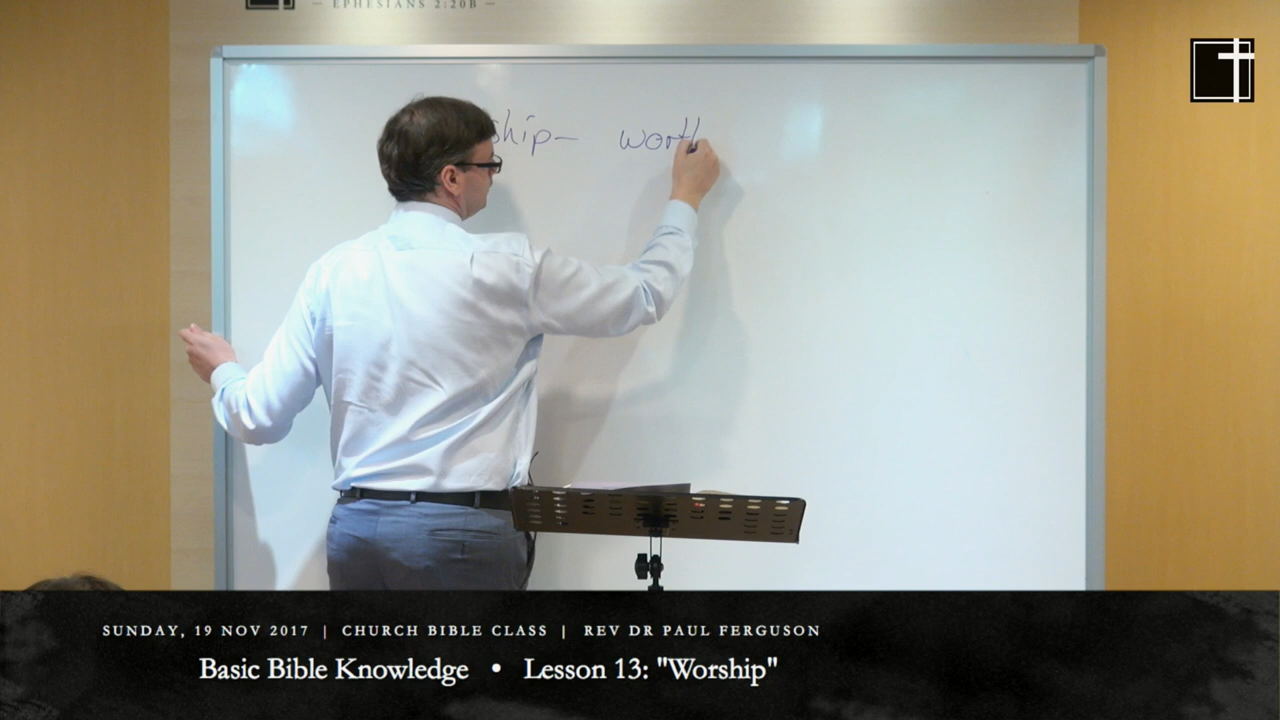 — EPHESIANS 2:20B —
ship- worth
SUNDAY, 19 NOV 2017 | CHURCH BIBLE CLASS | REV DR PAUL FERGUSON
Basic Bible Knowledge • Lesson 13: "Worship"